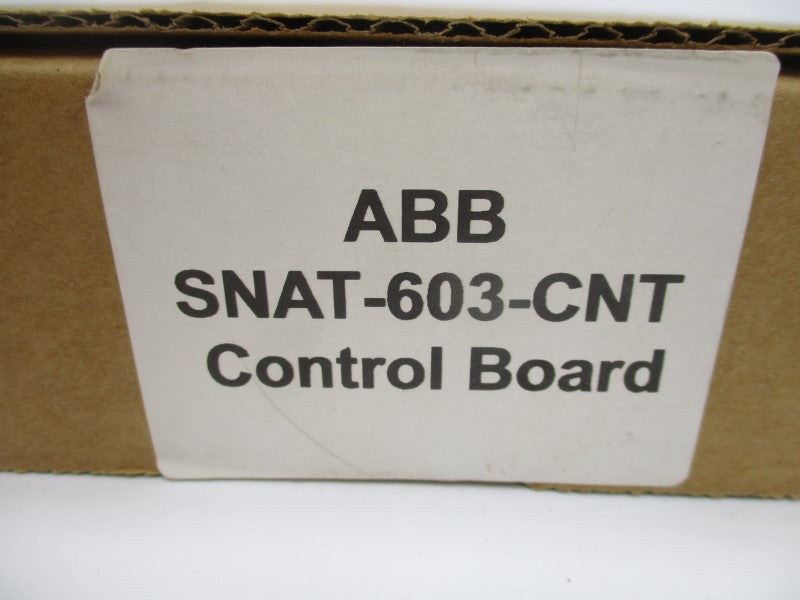 ABB
SNAT-603-CNT
Control Board